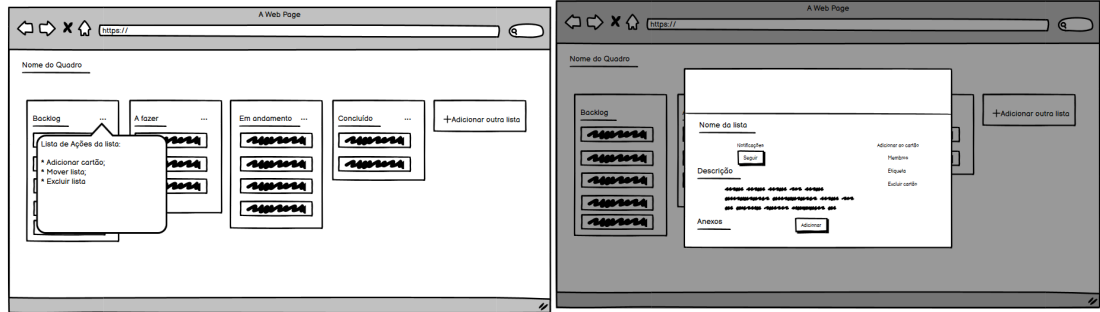 A Web Page
https://
Nome do Quadro
Backlog ...
A fazer ...
Em andamento ...
Concluído ...
+Adicionar outra lista
Lista de Ações da lista:
* Adicionar cartão;
* Mover lista;
* Excluir lista
A Web Page
https://
Nome do Quadro
Backlog
+Adicionar outra lista
Nome da lista
Notificações
Seguir
Adicionar ao cartão
Membros
Etiqueta
Excluir cartão
Descrição
Anexos
Adicionar